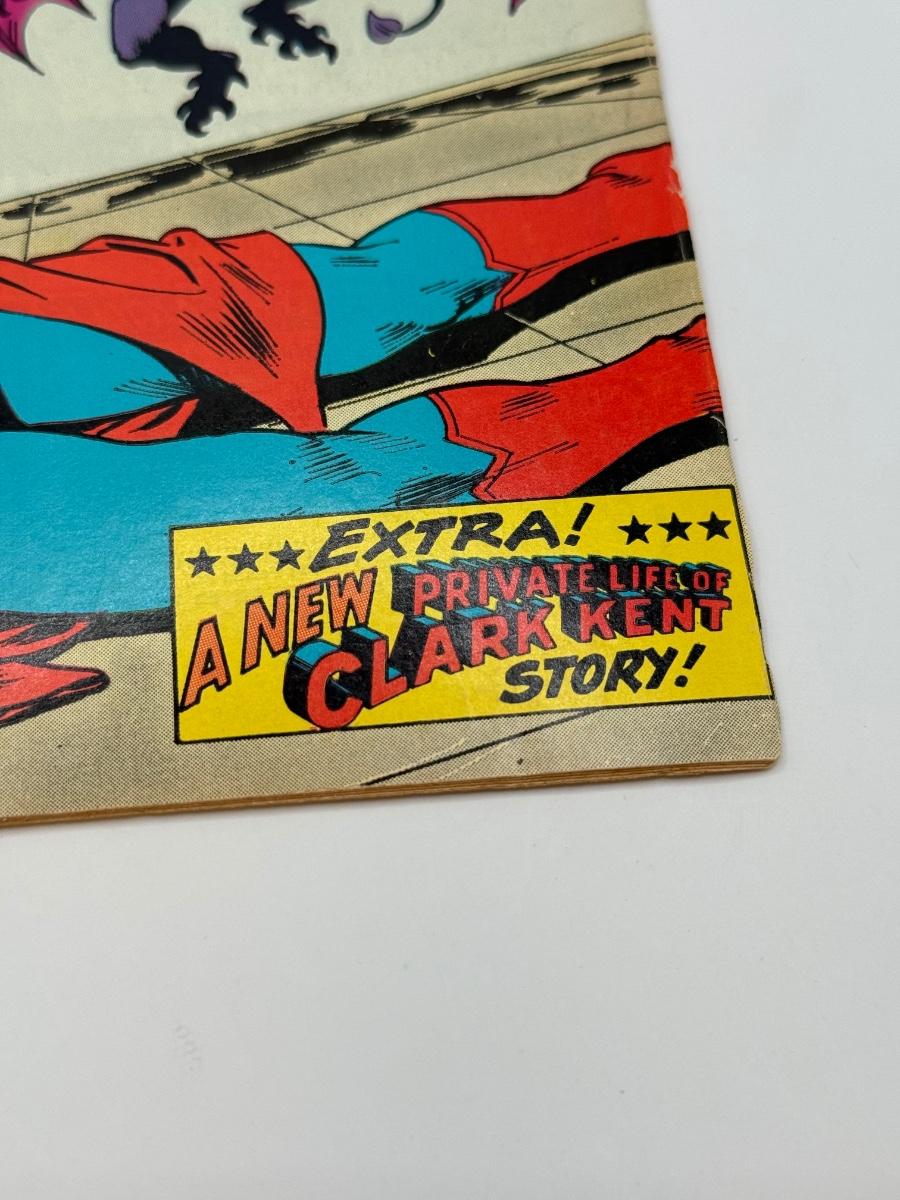 ★★★ EXTRA! ★★★
A NEW PRIVATE LIFE OF
CLARK KENT
STORY!